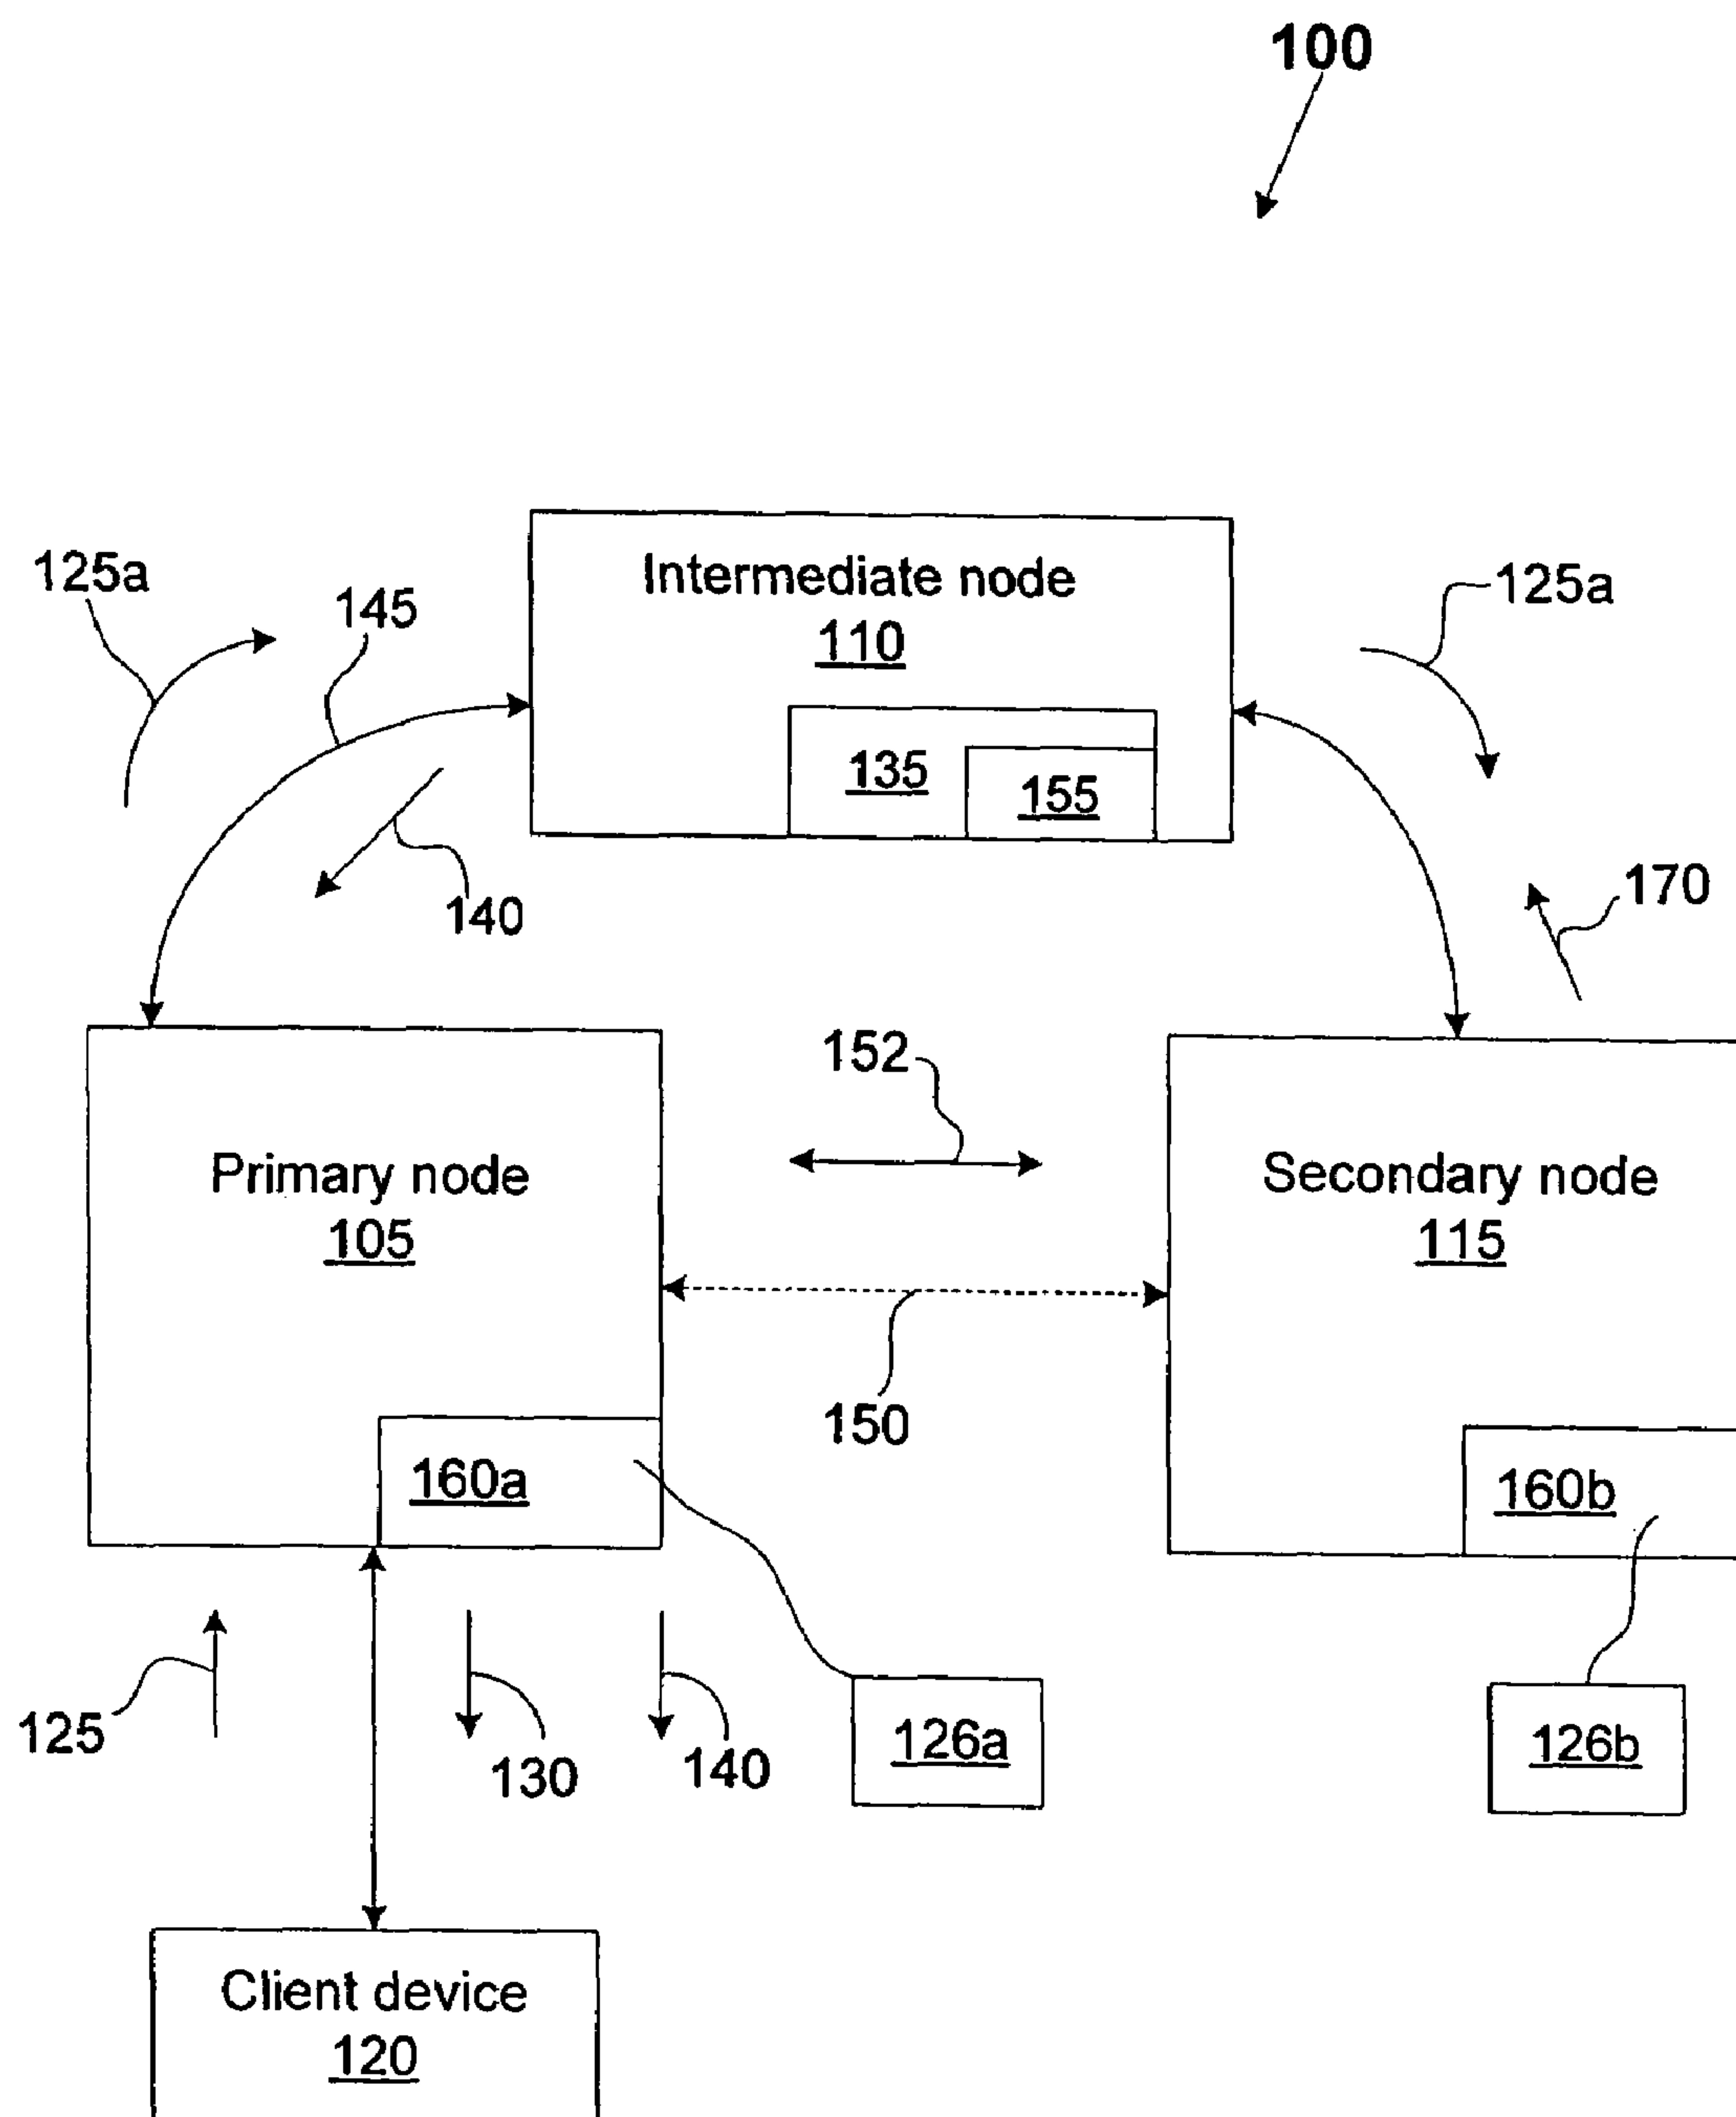 100
125a
145
Intermediate node
110
125a
135
155
140
170
152
Primary node
105
Secondary node
115
150
160a
160b
125
130
140
126a
126b
Client device
120